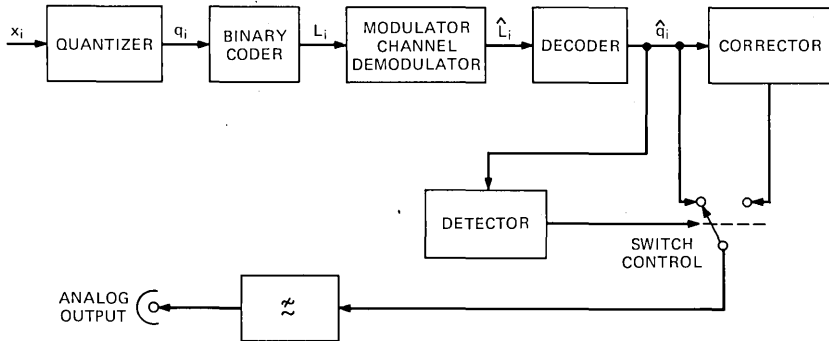 x_i
QUANTIZER
q_i
BINARY
CODER
L_i
MODULATOR
CHANNEL
DEMODULATOR
L̂_i
DECODER
q̂_i
CORRECTOR
DETECTOR
SWITCH
CONTROL
ANALOG
OUTPUT